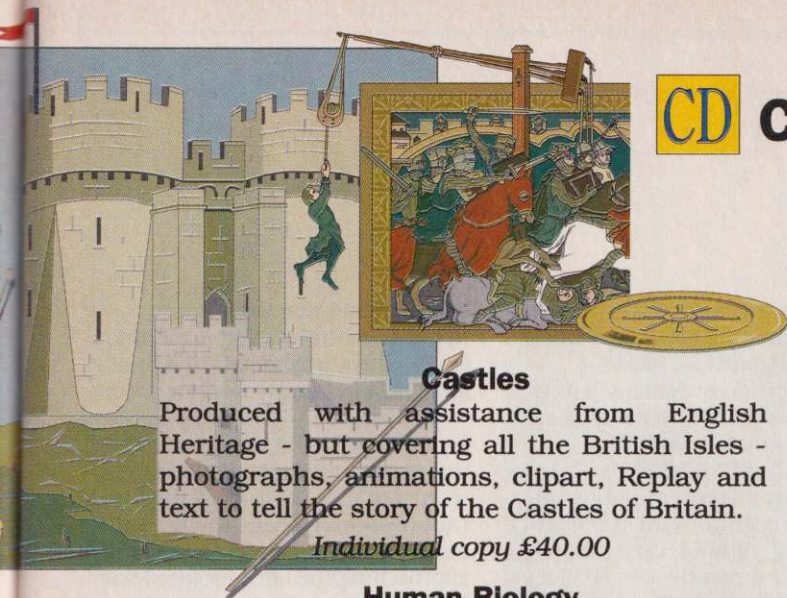 CD C
Castles
Produced with assistance from English
Heritage - but covering all the British Isles -
photographs, animations, clipart, Replay and
text to tell the story of the Castles of Britain.
Individual copy £40.00
Human Biology